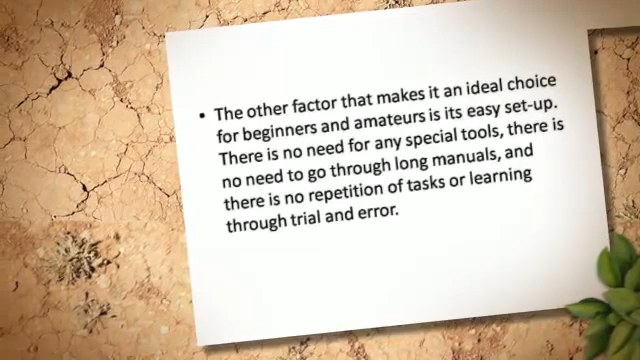 • The other factor that makes it an ideal choice
for beginners and amateurs is its easy set-up.
There is no need for any special tools, there is
no need to go through long manuals, and
there is no repetition of tasks or learning
through trial and error.